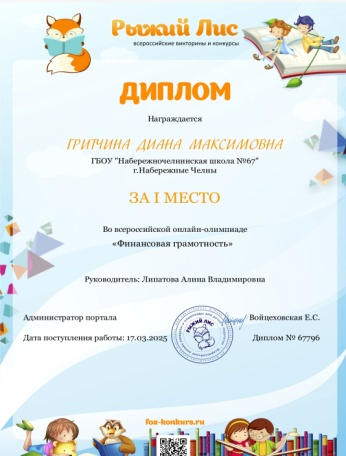 Рыжий Лис
всероссийские викторины и конкурсы
ДИПЛОМ
Награждается
ГРИТЧИНА ДИАНА МАКСИМОВНА
ГБОУ "Набережночелнинская школа №67"
г.Набережные Челны
ЗА I МЕСТО
Во всероссийской онлайн-олимпиаде
«Финансовая грамотность»
Руководитель: Липатова Алина Владимировна
Администратор портала
Войцеховская Е.С.
Дата поступления работы: 17.03.2025
Диплом № 67796
РЫЖИЙ ЛИС
fox-konkurs.ru